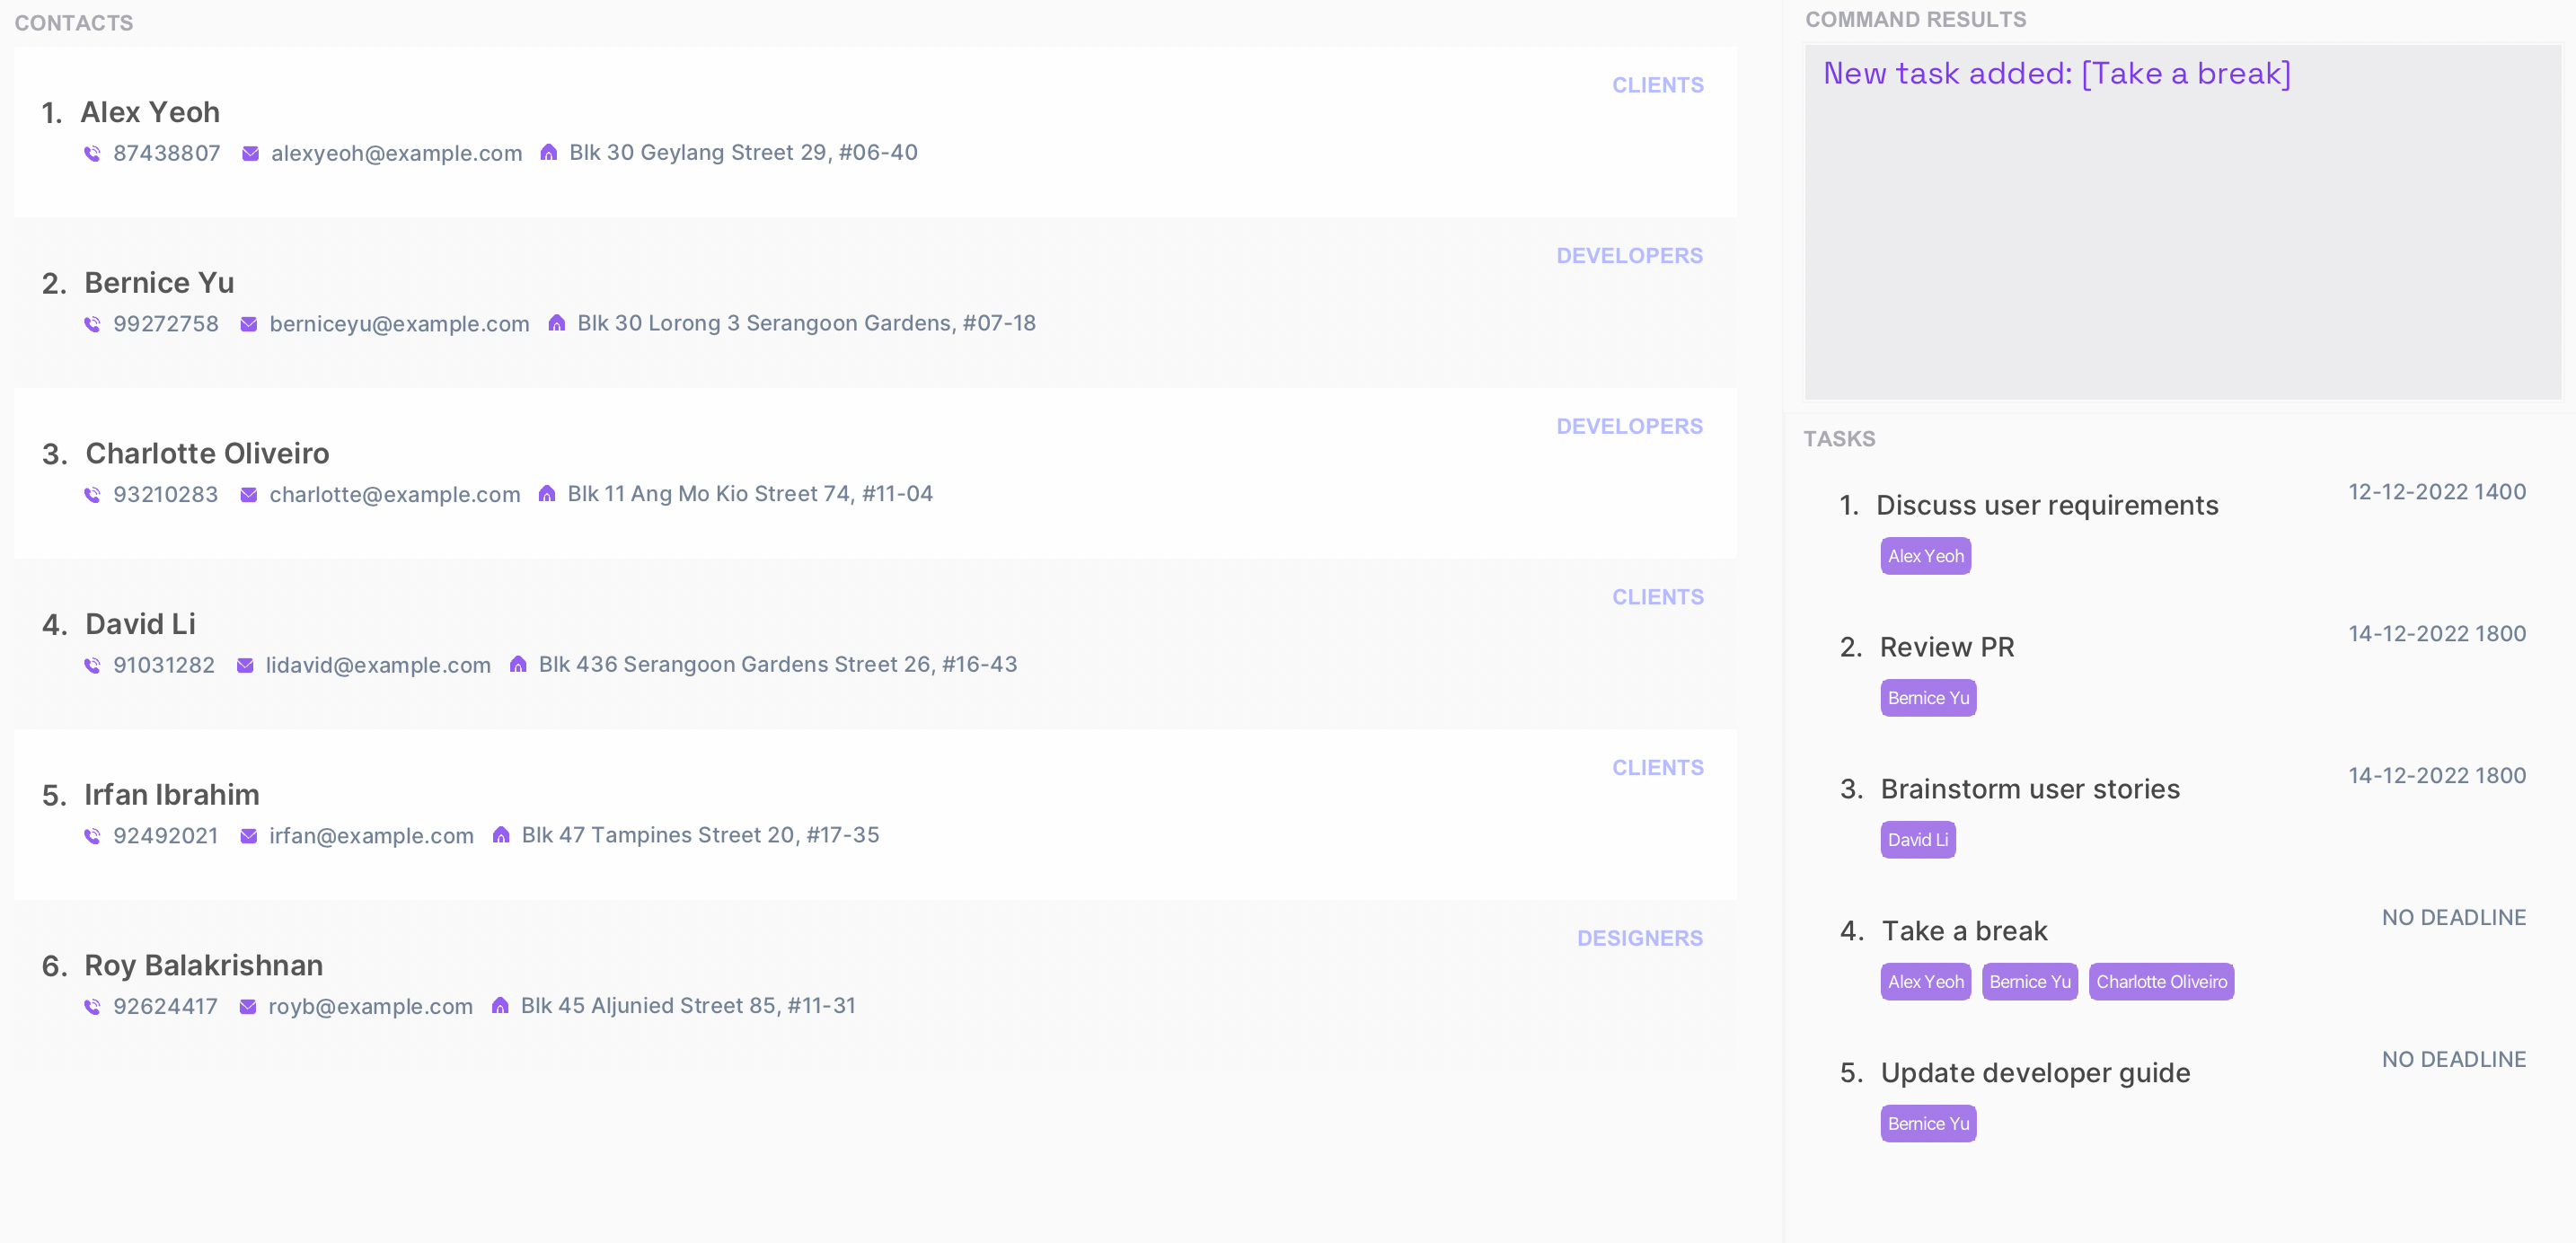 CONTACTS
1. Alex Yeoh
CLIENTS
87438807 alexyeoh@example.com Blk 30 Geylang Street 29, #06-40
2. Bernice Yu
DEVELOPERS
99272758 berniceyu@example.com Blk 30 Lorong 3 Serangoon Gardens, #07-18
3. Charlotte Oliveiro
DEVELOPERS
93210283 charlotte@example.com Blk 11 Ang Mo Kio Street 74, #11-04
4. David Li
CLIENTS
91031282 lidavid@example.com Blk 436 Serangoon Gardens Street 26, #16-43
5. Irfan Ibrahim
CLIENTS
92492021 irfan@example.com Blk 47 Tampines Street 20, #17-35
6. Roy Balakrishnan
DESIGNERS
92624417 royb@example.com Blk 45 Aljunied Street 85, #11-31
COMMAND RESULTS
New task added: [Take a break]
TASKS
1. Discuss user requirements
12-12-2022 1400
Alex Yeoh
2. Review PR
14-12-2022 1800
Bernice Yu
3. Brainstorm user stories
14-12-2022 1800
David Li
4. Take a break
NO DEADLINE
Alex Yeoh Bernice Yu Charlotte Oliveiro
5. Update developer guide
NO DEADLINE
Bernice Yu